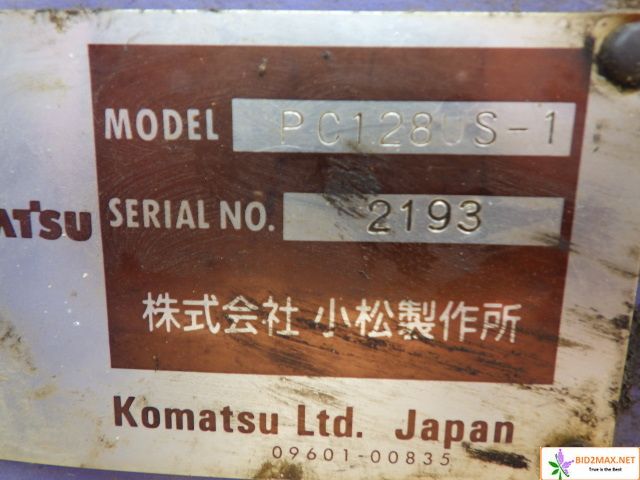 MODEL PC128US-1
ATSU SERIAL NO. 2193
株式会社 小松製作所
Komatsu Ltd. Japan
09601-00835
BID2MAX.NET
True is the Best